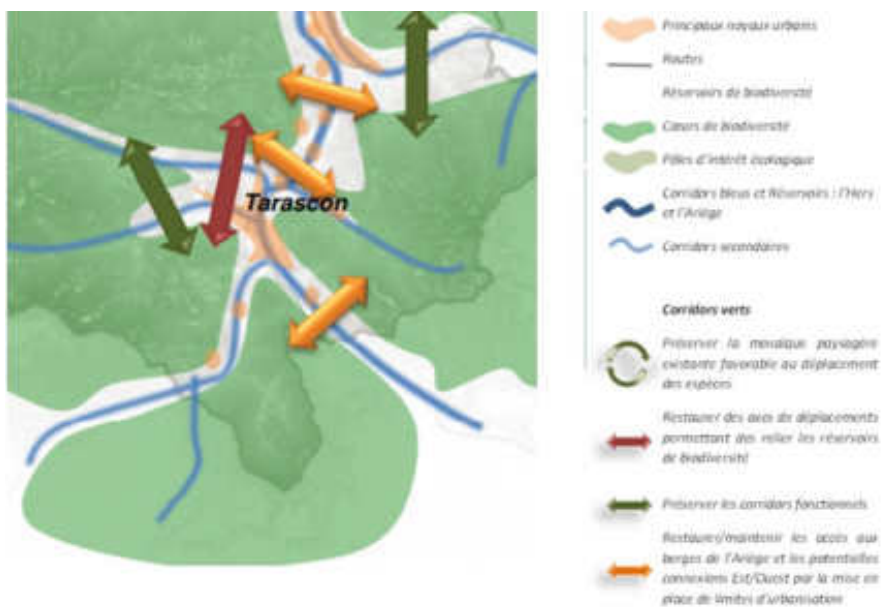 Tarascon
Principaux noyaux urbains
Routes
Réservoirs de biodiversité
Cœurs de biodiversité
Pôles d'intérêt écologique
Corridors bleus et Réservoirs : l'Hers
et l'Ariège
Corridors secondaires
Corridors verts
Préserver la mosaïque paysagère
existante favorable au déplacement
des espèces
Restaurer des axes de déplacements
permettant des relier les réservoirs
de biodiversité
Préserver les corridors fonctionnels
Restaurer/maintenir les accès aux
berges de l'Ariège et les potentielles
connexions Est/Ouest par la mise en
place de limites d'urbanisation